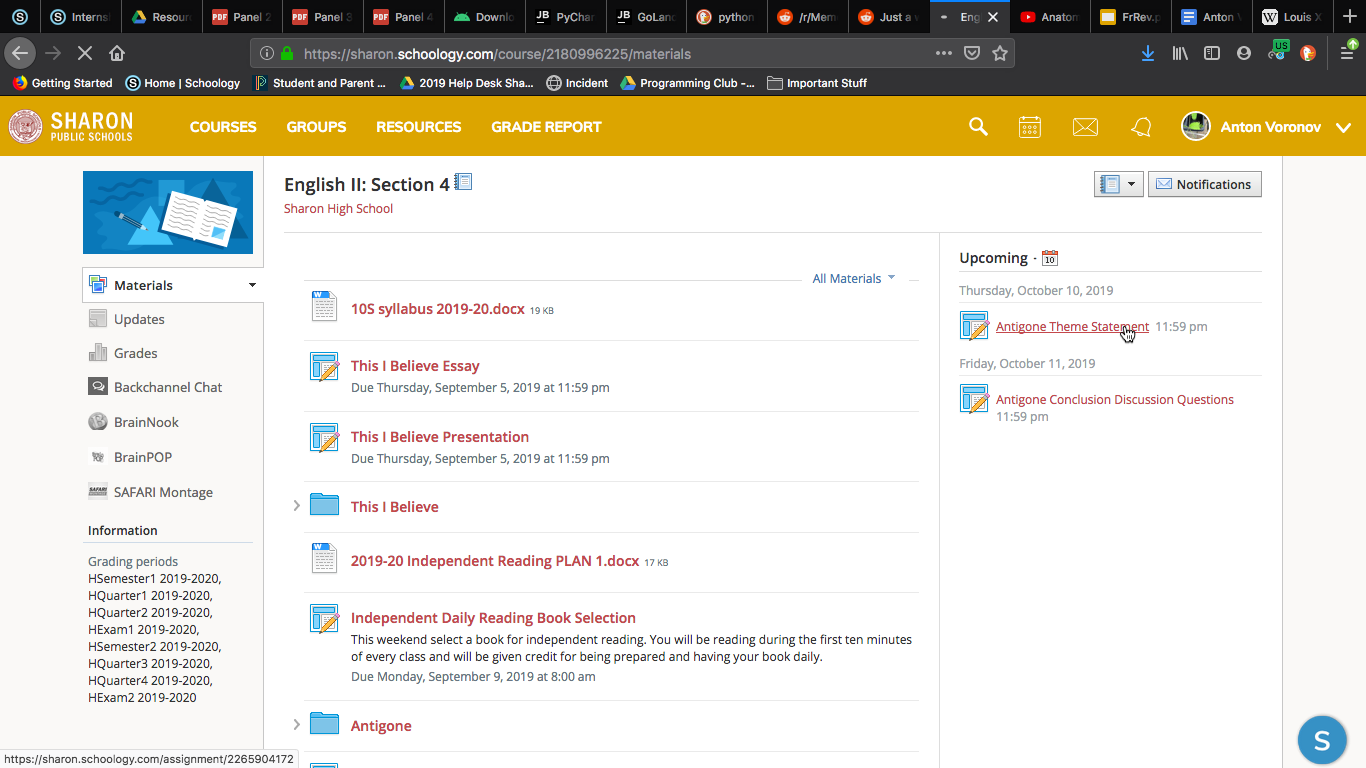 Interns
Resour
PDF Panel 2
PDF Panel 3
PDF Panel 4
Downlo
JB PyChar
JB GoLan
python
/r/Mem
Just a v
Eng
Anatom
FrRev.p
Anton V
W Louis X
https://sharon.schoology.com/course/2180996225/materials
US
Getting Started
Home | Schoology
Student and Parent ...
2019 Help Desk Sha...
Incident
Programming Club -...
Important Stuff
SHARON
PUBLIC SCHOOLS
COURSES
GROUPS
RESOURCES
GRADE REPORT
Anton Voronov
English II: Section 4
Sharon High School
Notifications
Materials
Updates
Grades
Backchannel Chat
BrainNook
BrainPOP
SAFARI Montage
Information
Grading periods
HSemester1 2019-2020,
HQuarter1 2019-2020,
HQuarter2 2019-2020,
HExam1 2019-2020,
HSemester2 2019-2020,
HQuarter3 2019-2020,
HQuarter4 2019-2020,
HExam2 2019-2020
All Materials
10S syllabus 2019-20.docx 19 KB
This I Believe Essay
Due Thursday, September 5, 2019 at 11:59 pm
This I Believe Presentation
Due Thursday, September 5, 2019 at 11:59 pm
This I Believe
2019-20 Independent Reading PLAN 1.docx 17 KB
Independent Daily Reading Book Selection
This weekend select a book for independent reading. You will be reading during the first ten minutes
of every class and will be given credit for being prepared and having your book daily.
Due Monday, September 9, 2019 at 8:00 am
Antigone
Upcoming · 10
Thursday, October 10, 2019
Antigone Theme Statement 11:59 pm
Friday, October 11, 2019
Antigone Conclusion Discussion Questions
11:59 pm
S
https://sharon.schoology.com/assignment/2265904172